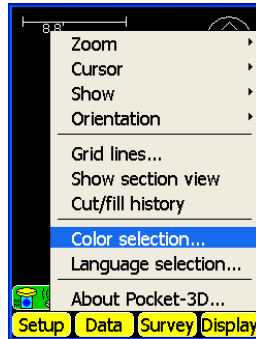 8.8'
Zoom
Cursor
Show
Orientation
Grid lines...
Show section view
Cut/fill history
Color selection...
Language selection...
About Pocket-3D...
Setup Data Survey Display